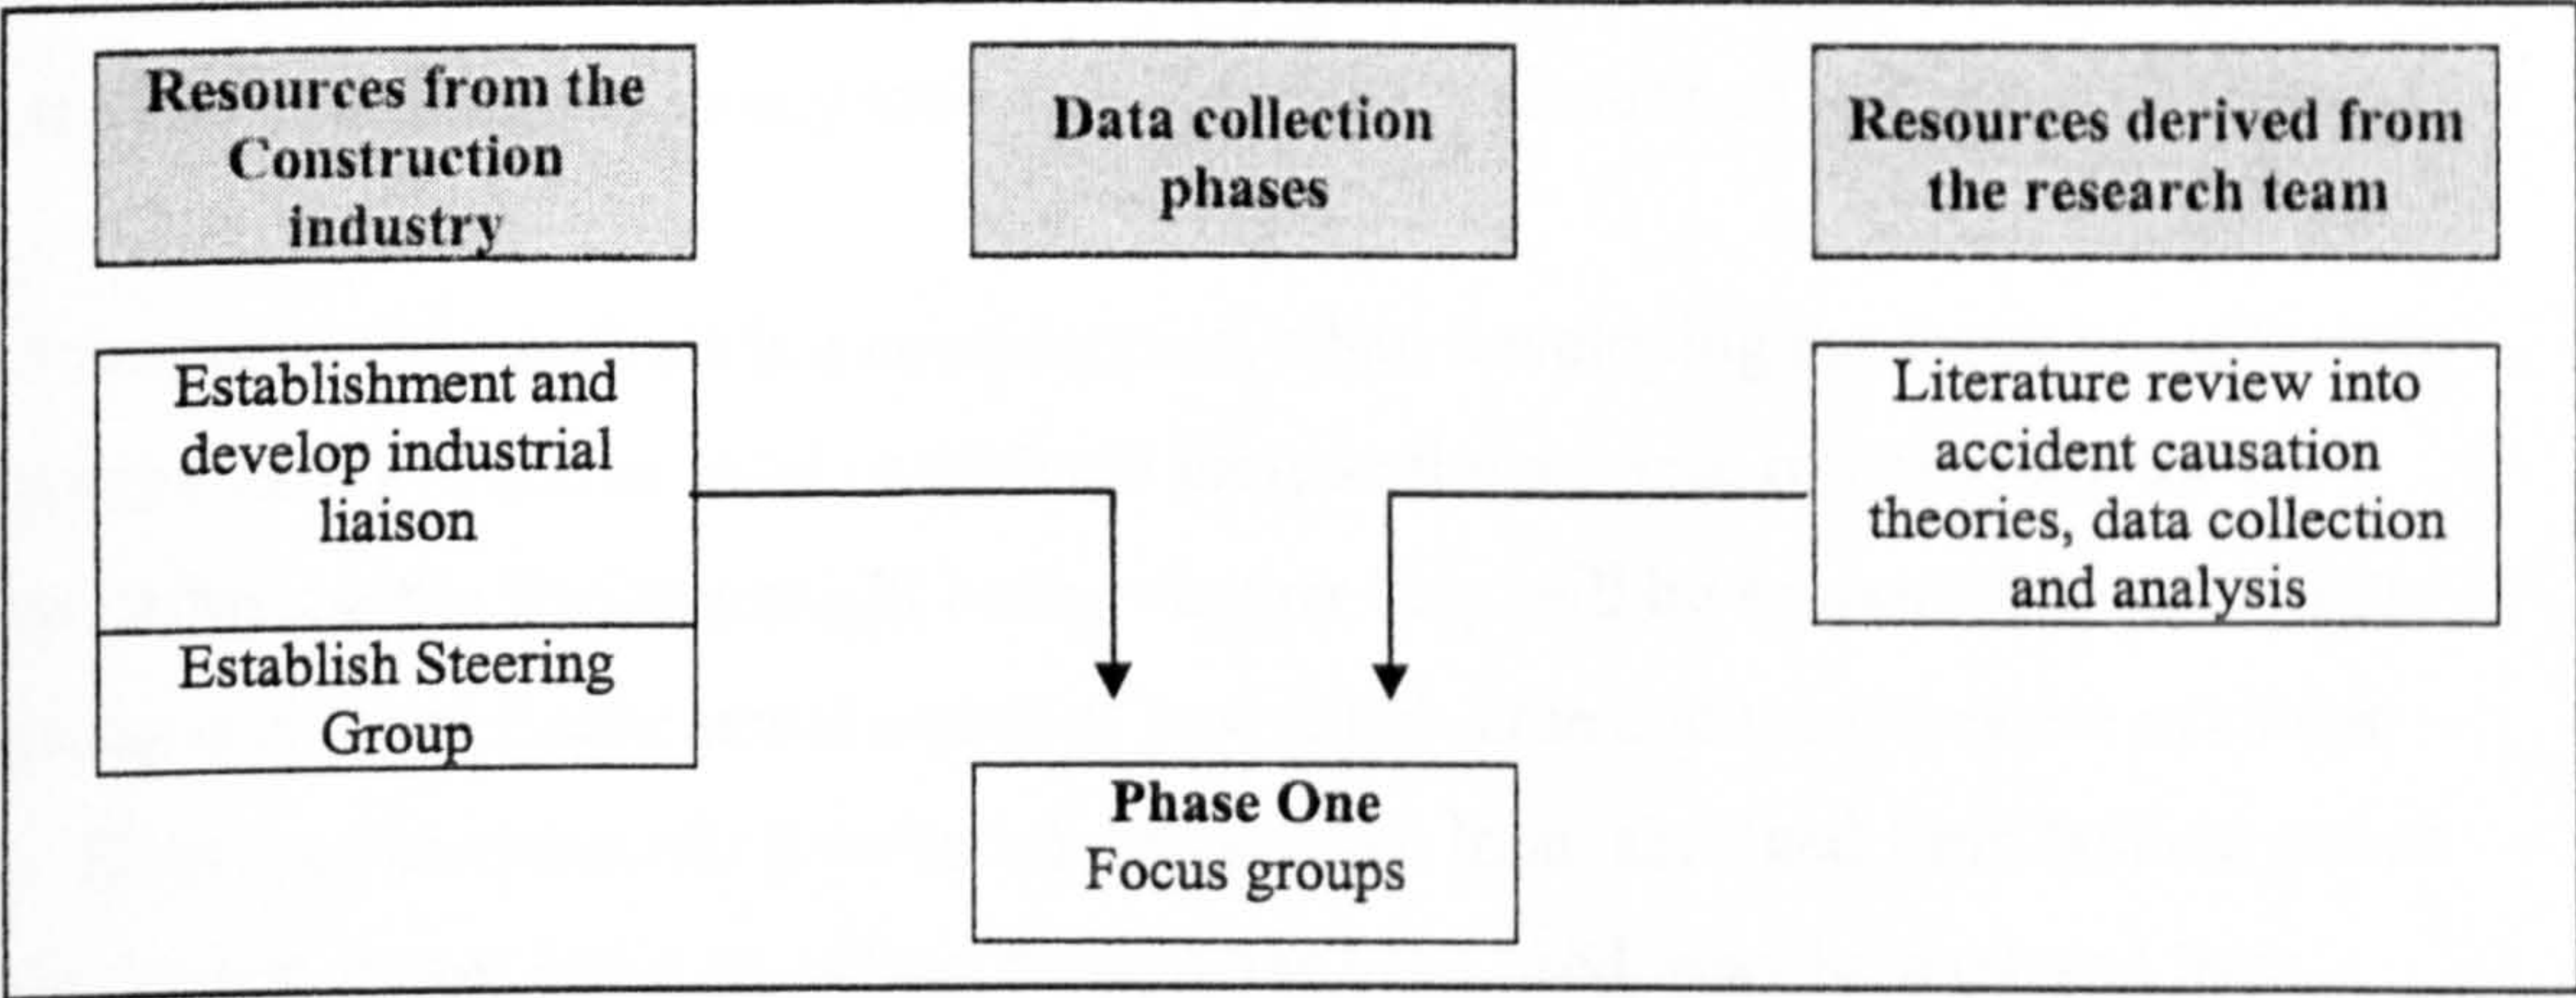 Resources from the
Construction
industry
Data collection
phases
Resources derived from
the research team
Establishment and
develop industrial
liaison
Establish Steering
Group
Literature review into
accident causation
theories, data collection
and analysis
Phase One
Focus groups